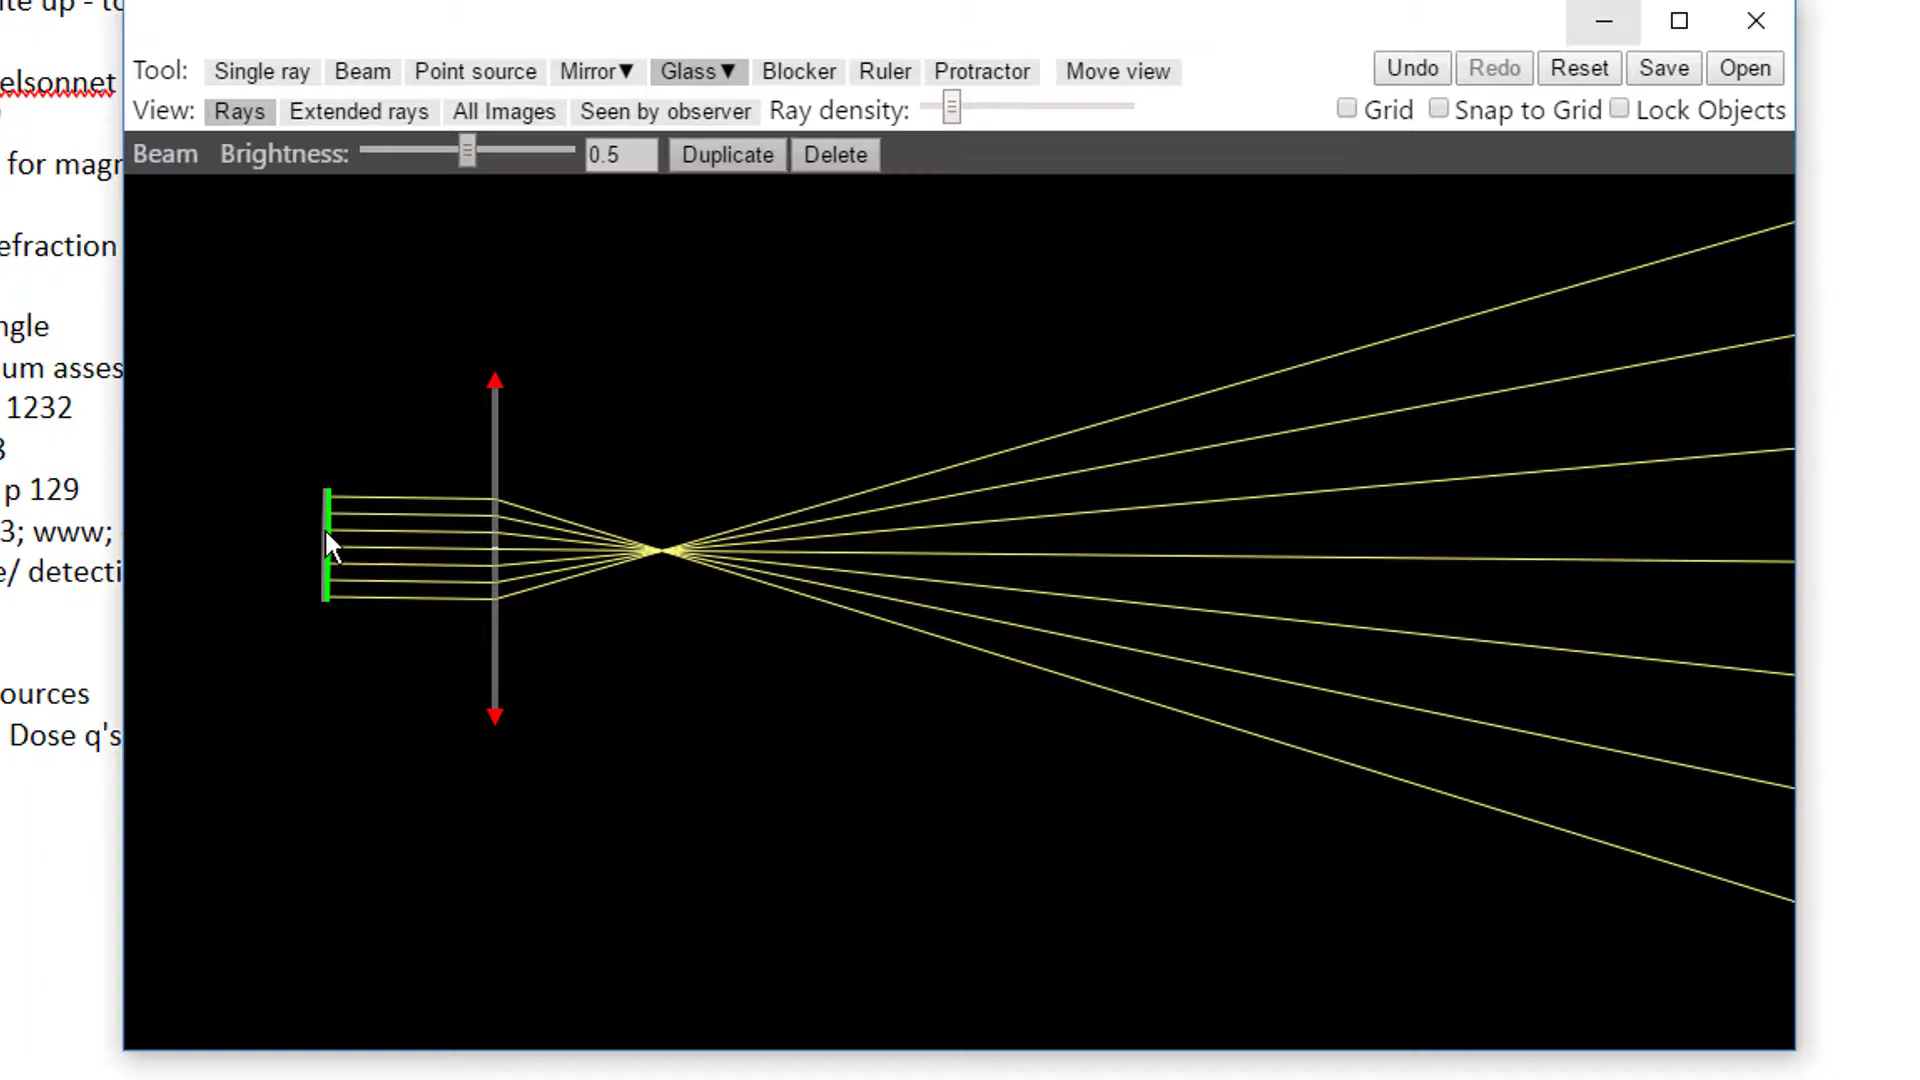 elsonnet
for magr
efraction
ngle
um asses
1232
p 129
3; www;
e/ detecti
ources
Dose q's
Tool: Single ray Beam Point source Mirror▼ Glass▼ Blocker Ruler Protractor Move view Undo Redo Reset Save Open
View: Rays Extended rays All Images Seen by observer Ray density: Grid Snap to Grid Lock Objects
Beam Brightness: 0.5 Duplicate Delete